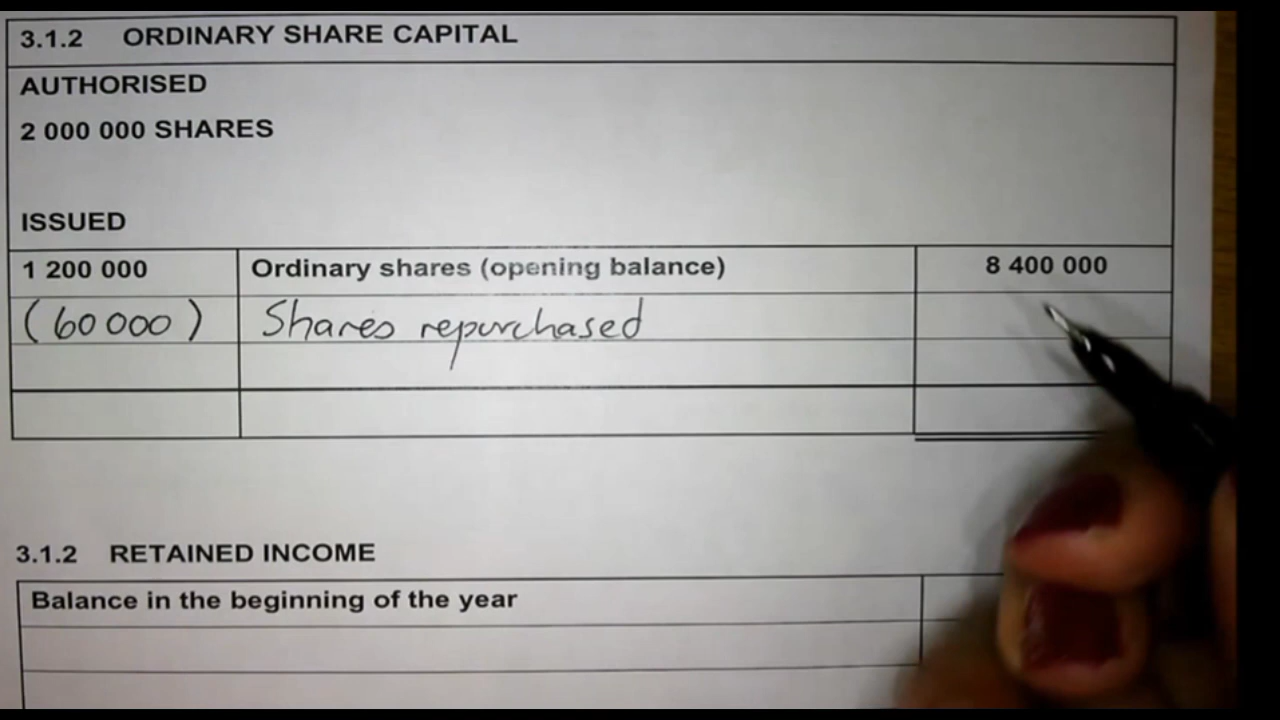 3.1.2 ORDINARY SHARE CAPITAL
AUTHORISED
2 000 000 SHARES
ISSUED
1 200 000 Ordinary shares (opening balance) 8 400 000
(60 000) Shares repurchased
3.1.2 RETAINED INCOME
Balance in the beginning of the year